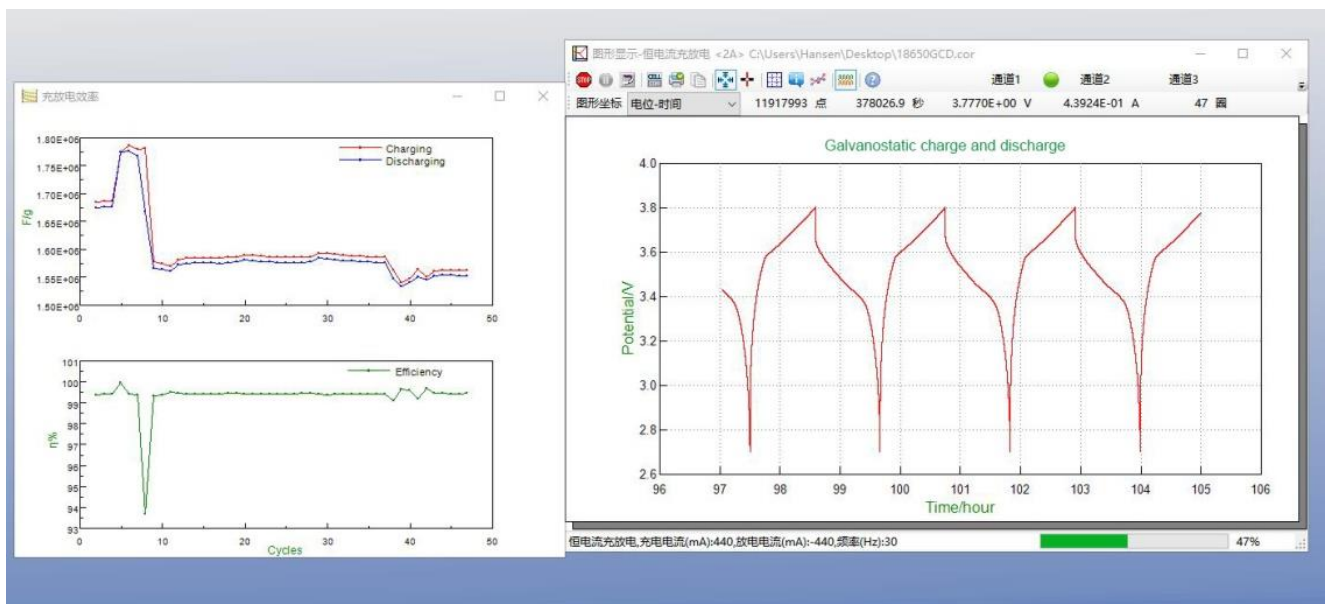 充放电效率
1.80E+06
1.75E+06
1.70E+06
1.65E+06
1.60E+06
1.55E+06
1.50E+06
F/g
Charging
Discharging
0 10 20 30 40 50
101
100
99
98
97
96
95
94
93
η%
Efficiency
0 10 20 30 40 50
Cycles
图形显示-恒电流充放电 <2A> C:\Users\Hansen\Desktop\18650GCD.cor
STOP 通道1 通道2 通道3
图形坐标 电位-时间 11917993 点 378026.9 秒 3.7770E+00 V 4.3924E-01 A 47 圈
Galvanostatic charge and discharge
4.0
3.8
3.6
3.4
3.2
3.0
2.8
2.6
Potential/V
96 97 98 99 100 101 102 103 104 105 106
Time/hour
恒电流充放电,充电电流(mA):440,放电电流(mA):-440,频率(Hz):30 47%